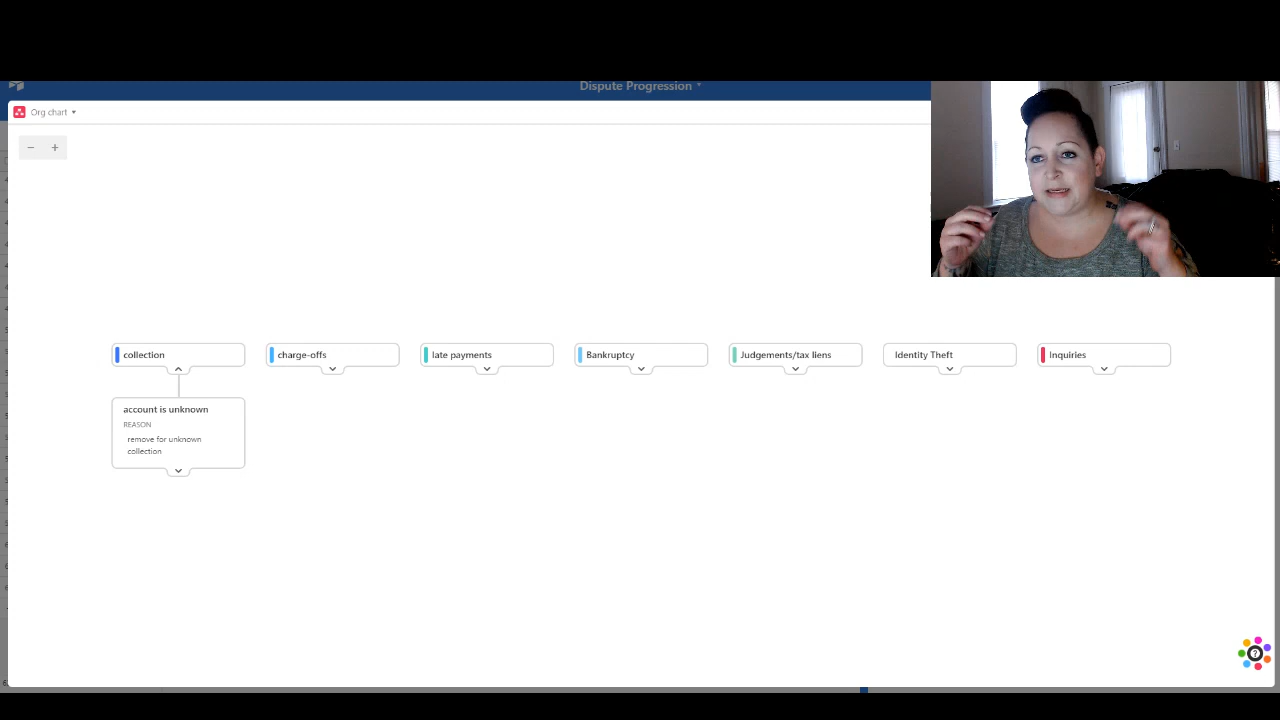 Dispute Progression
Org chart
− +
collection
charge-offs
late payments
Bankruptcy
Judgements/tax liens
Identity Theft
Inquiries
account is unknown
REASON
remove for unknown
collection
?